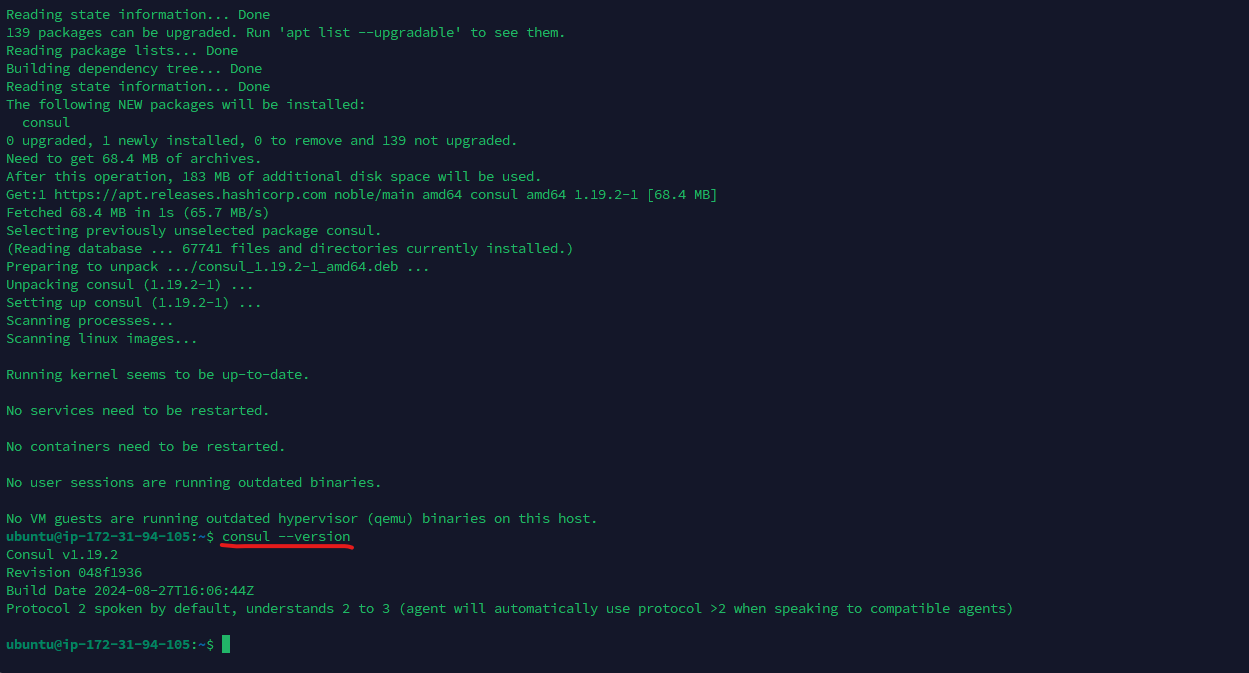 Reading state information... Done
139 packages can be upgraded. Run 'apt list --upgradable' to see them.
Reading package lists... Done
Building dependency tree... Done
Reading state information... Done
The following NEW packages will be installed:
  consul
0 upgraded, 1 newly installed, 0 to remove and 139 not upgraded.
Need to get 68.4 MB of archives.
After this operation, 183 MB of additional disk space will be used.
Get:1 https://apt.releases.hashicorp.com noble/main amd64 consul amd64 1.19.2-1 [68.4 MB]
Fetched 68.4 MB in 1s (65.7 MB/s)
Selecting previously unselected package consul.
(Reading database ... 67741 files and directories currently installed.)
Preparing to unpack .../consul_1.19.2-1_amd64.deb ...
Unpacking consul (1.19.2-1) ...
Setting up consul (1.19.2-1) ...
Scanning processes...
Scanning linux images...

Running kernel seems to be up-to-date.

No services need to be restarted.

No containers need to be restarted.

No user sessions are running outdated binaries.

No VM guests are running outdated hypervisor (qemu) binaries on this host.
ubuntu@ip-172-31-94-105:~$ consul --version
Consul v1.19.2
Revision 048f1936
Build Date 2024-08-27T16:06:44Z
Protocol 2 spoken by default, understands 2 to 3 (agent will automatically use protocol >2 when speaking to compatible agents)

ubuntu@ip-172-31-94-105:~$